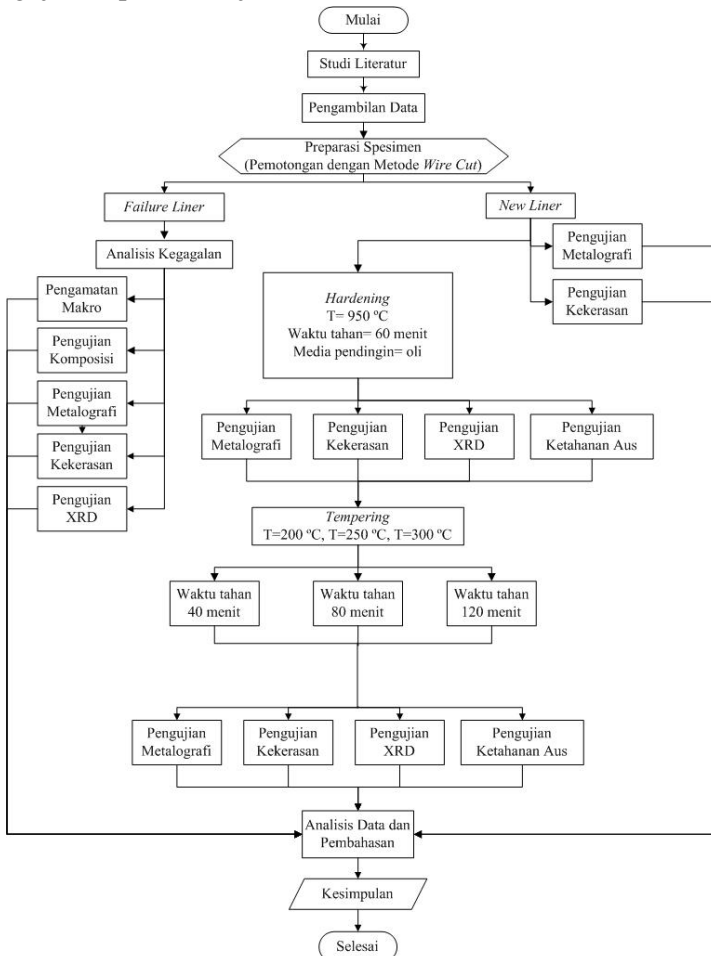 Mulai
Studi Literatur
Pengambilan Data
Preparasi Spesimen
(Pemotongan dengan Metode Wire Cut)
Failure Liner
New Liner
Analisis Kegagalan
Pengujian
Metalografi
Pengujian
Kekerasan
Pengamatan
Makro
Pengujian
Komposisi
Pengujian
Metalografi
Pengujian
Kekerasan
Pengujian
XRD
Hardening
T= 950 ºC
Waktu tahan= 60 menit
Media pendingin= oli
Pengujian
Metalografi
Pengujian
Kekerasan
Pengujian
XRD
Pengujian
Ketahanan Aus
Tempering
T=200 ºC, T=250 ºC, T=300 ºC
Waktu tahan
40 menit
Waktu tahan
80 menit
Waktu tahan
120 menit
Pengujian
Metalografi
Pengujian
Kekerasan
Pengujian
XRD
Pengujian
Ketahanan Aus
Analisis Data dan
Pembahasan
Kesimpulan
Selesai